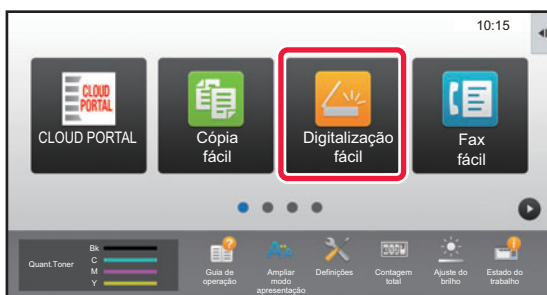 10:15
CLOUD
PORTAL
CLOUD PORTAL
Cópia
fácil
Digitalização
fácil
Fax
fácil
Quant.Toner
Bk
C
M
Y
Guia de
operação
Ampliar
modo
apresentação
Definições
Contagem
total
Ajuste do
brilho
Estado do
trabalho